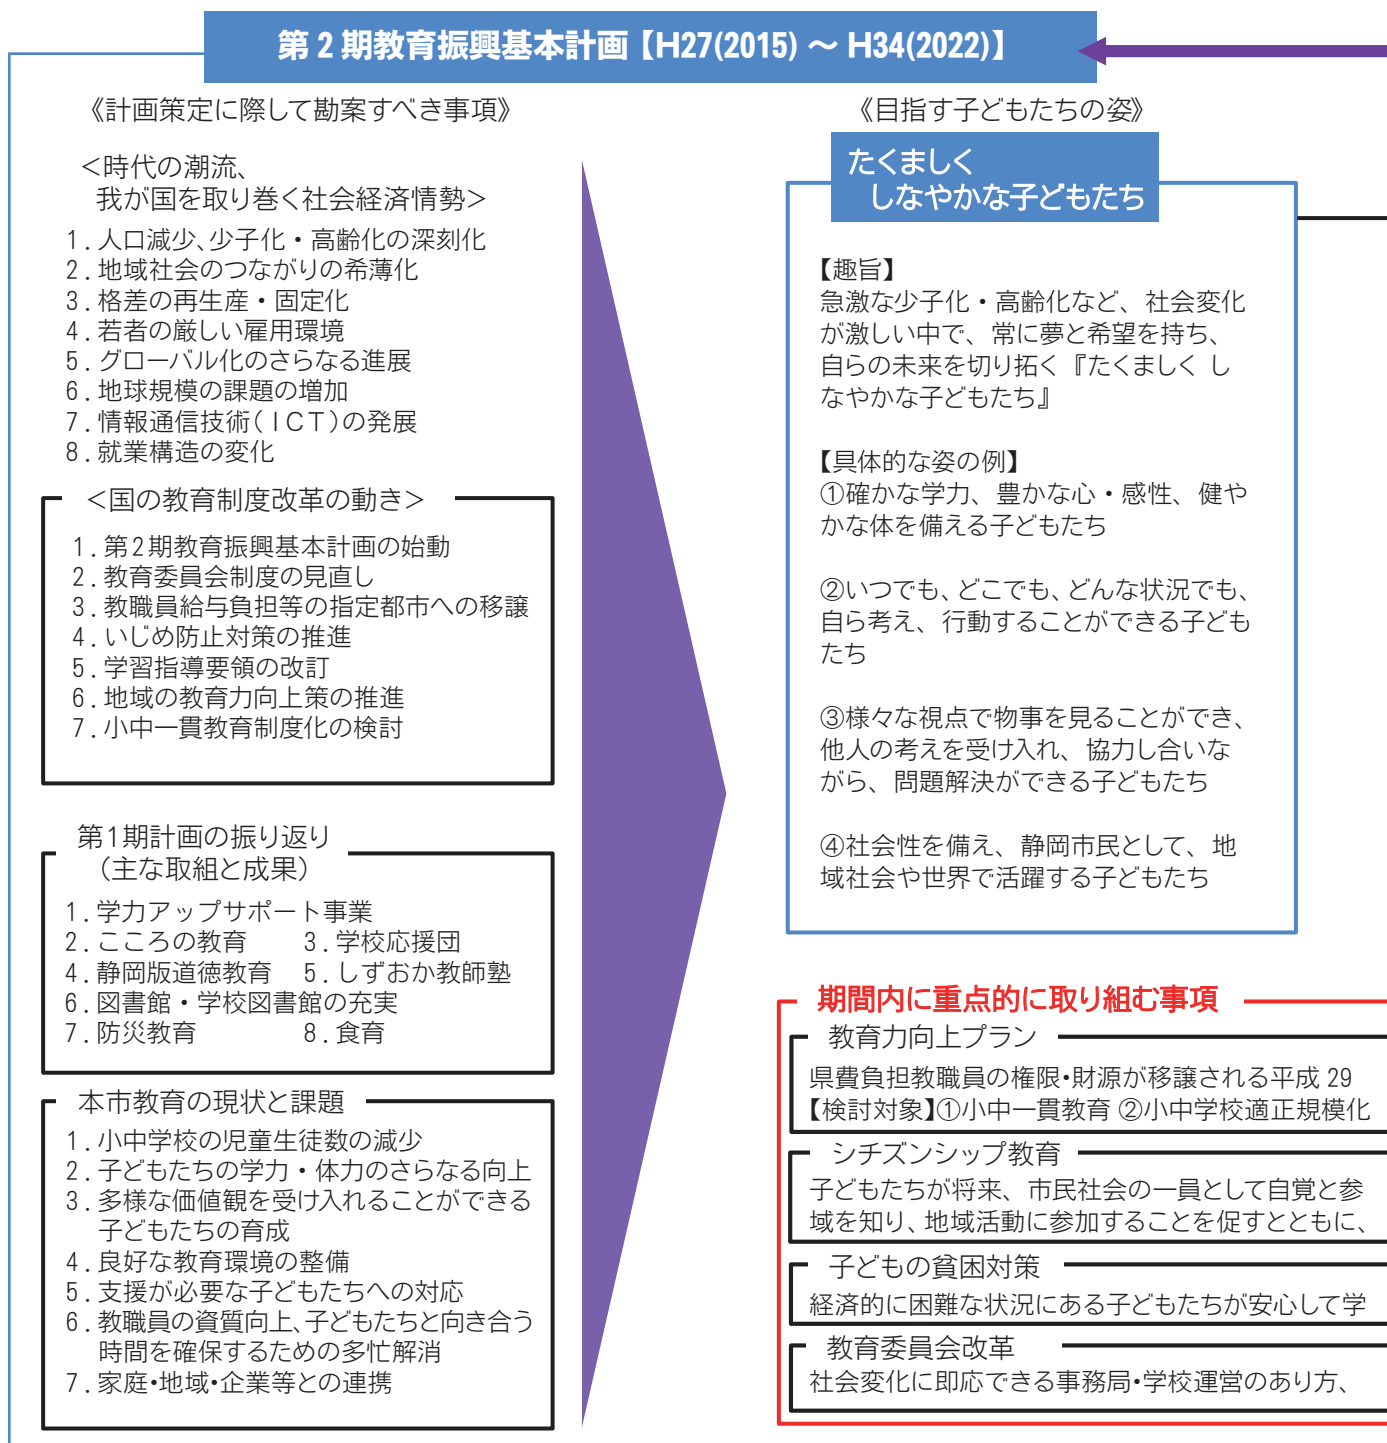 第2期教育振興基本計画【H27(2015) ～ H34(2022)】
《計画策定に際して勘案すべき事項》
＜時代の潮流、
我が国を取り巻く社会経済情勢＞
1．人口減少、少子化・高齢化の深刻化
2．地域社会のつながりの希薄化
3．格差の再生産・固定化
4．若者の厳しい雇用環境
5．グローバル化のさらなる進展
6．地球規模の課題の増加
7．情報通信技術（ICT）の発展
8．就業構造の変化
＜国の教育制度改革の動き＞
1．第2期教育振興基本計画の始動
2．教育委員会制度の見直し
3．教職員給与負担等の指定都市への移譲
4．いじめ防止対策の推進
5．学習指導要領の改訂
6．地域の教育力向上策の推進
7．小中一貫教育制度化の検討
第1期計画の振り返り
（主な取組と成果）
1．学力アップサポート事業
2．こころの教育　3．学校応援団
4．静岡版道徳教育　5．しずおか教師塾
6．図書館・学校図書館の充実
7．防災教育　8．食育
本市教育の現状と課題
1．小中学校の児童生徒数の減少
2．子どもたちの学力・体力のさらなる向上
3．多様な価値観を受け入れることができる
子どもたちの育成
4．良好な教育環境の整備
5．支援が必要な子どもたちへの対応
6．教職員の資質向上、子どもたちと向き合う
時間を確保するための多忙解消
7．家庭・地域・企業等との連携
《目指す子どもたちの姿》
たくましく
しなやかな子どもたち
【趣旨】
急激な少子化・高齢化など、社会変化
が激しい中で、常に夢と希望を持ち、
自らの未来を切り拓く『たくましく し
なやかな子どもたち』
【具体的な姿の例】
①確かな学力、豊かな心・感性、健や
かな体を備える子どもたち
②いつでも、どこでも、どんな状況でも、
自ら考え、行動することができる子ども
たち
③様々な視点で物事を見ることができ、
他人の考えを受け入れ、協力し合いな
がら、問題解決ができる子どもたち
④社会性を備え、静岡市民として、地
域社会や世界で活躍する子どもたち
期間内に重点的に取り組む事項
教育力向上プラン
県費負担教職員の権限・財源が移譲される平成 29
【検討対象】①小中一貫教育 ②小中学校適正規模化
シチズンシップ教育
子どもたちが将来、市民社会の一員として自覚と参
域を知り、地域活動に参加することを促すとともに、
子どもの貧困対策
経済的に困難な状況にある子どもたちが安心して学
教育委員会改革
社会変化に即応できる事務局・学校運営のあり方、